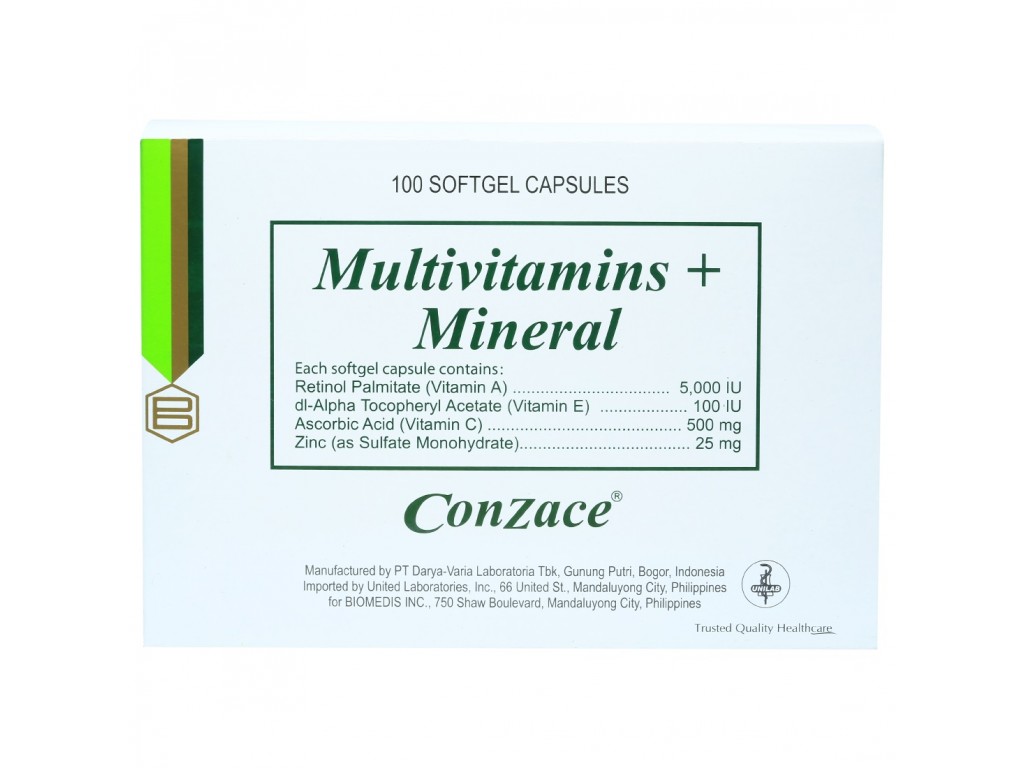 100 SOFTGEL CAPSULES
Multivitamins +
Mineral
Each softgel capsule contains:
Retinol Palmitate (Vitamin A) ................................ 5,000 IU
dl-Alpha Tocopheryl Acetate (Vitamin E) .................. 100 IU
Ascorbic Acid (Vitamin C) ........................................ 500 mg
Zinc (as Sulfate Monohydrate)................................... 25 mg
Conzace®
Manufactured by PT Darya-Varia Laboratoria Tbk, Gunung Putri, Bogor, Indonesia
Imported by United Laboratories, Inc., 66 United St., Mandaluyong City, Philippines
for BIOMEDIS INC., 750 Shaw Boulevard, Mandaluyong City, Philippines
UNILAB
Trusted Quality Healthcare